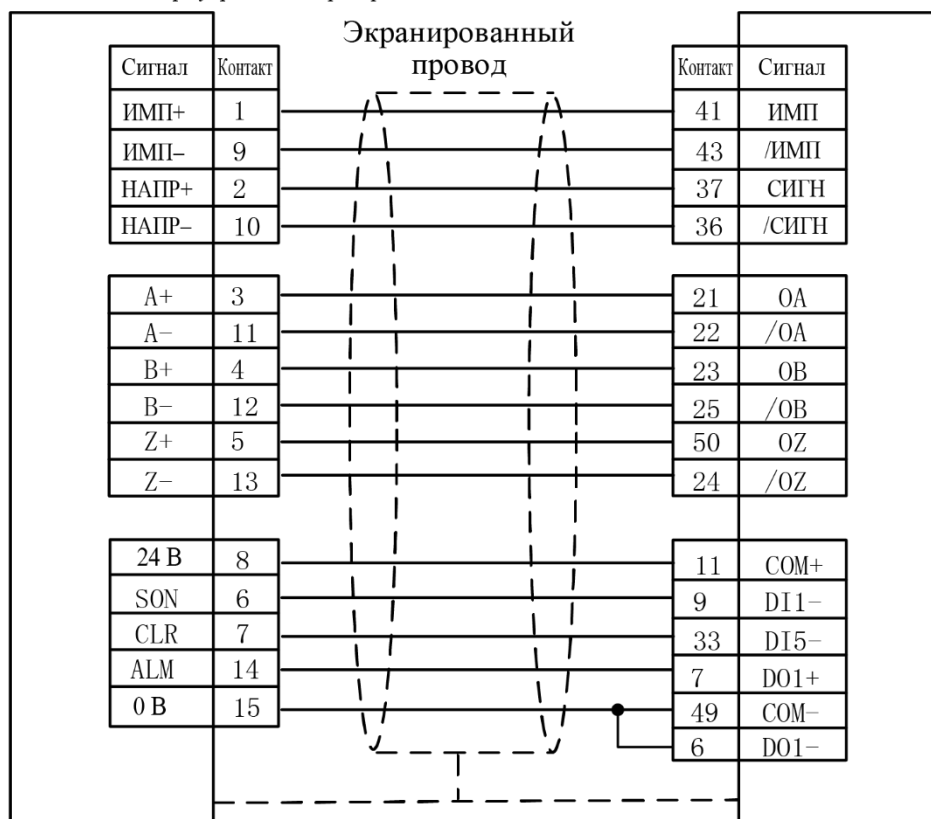 Экранированный
провод
Сигнал Контакт Контакт Сигнал
ИМП+ 1 41 ИМП
ИМП– 9 43 /ИМП
НАПР+ 2 37 СИГН
НАПР– 10 36 /СИГН
A+ 3 21 OA
A- 11 22 /OA
B+ 4 23 OB
B- 12 25 /OB
Z+ 5 50 OZ
Z- 13 24 /OZ
24 В 8 11 COM+
SON 6 9 DI1-
CLR 7 33 DI5-
ALM 14 7 DO1+
0 В 15 49 COM-
6 DO1-